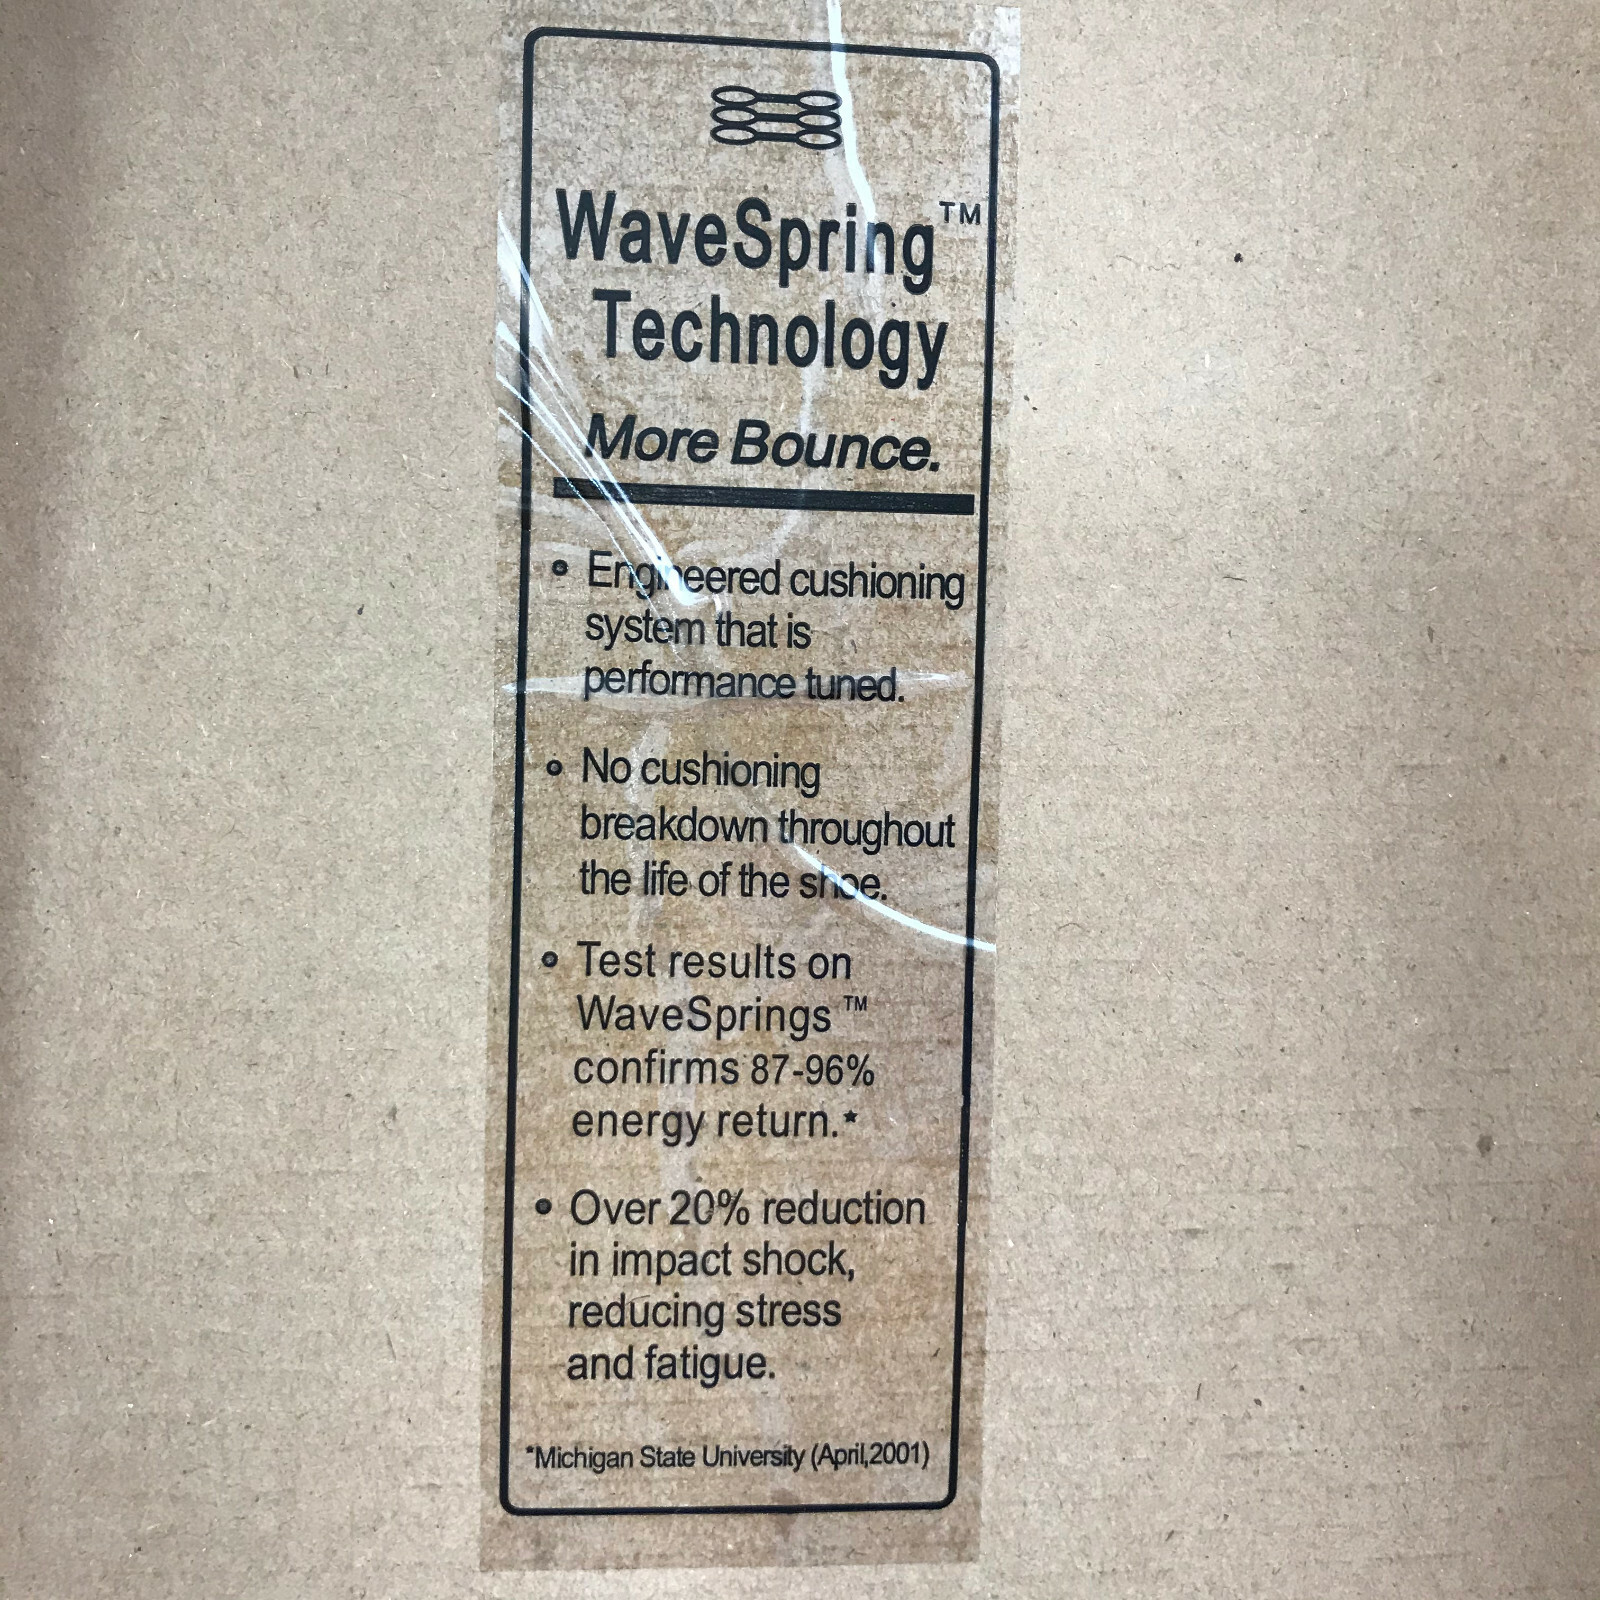 WaveSpring™
Technology
More Bounce.
• Engineered cushioning
system that is
performance tuned.
• No cushioning
breakdown throughout
the life of the shoe.
• Test results on
WaveSprings™
confirms 87-96%
energy return.*
• Over 20% reduction
in impact shock,
reducing stress
and fatigue.
*Michigan State University (April,2001)